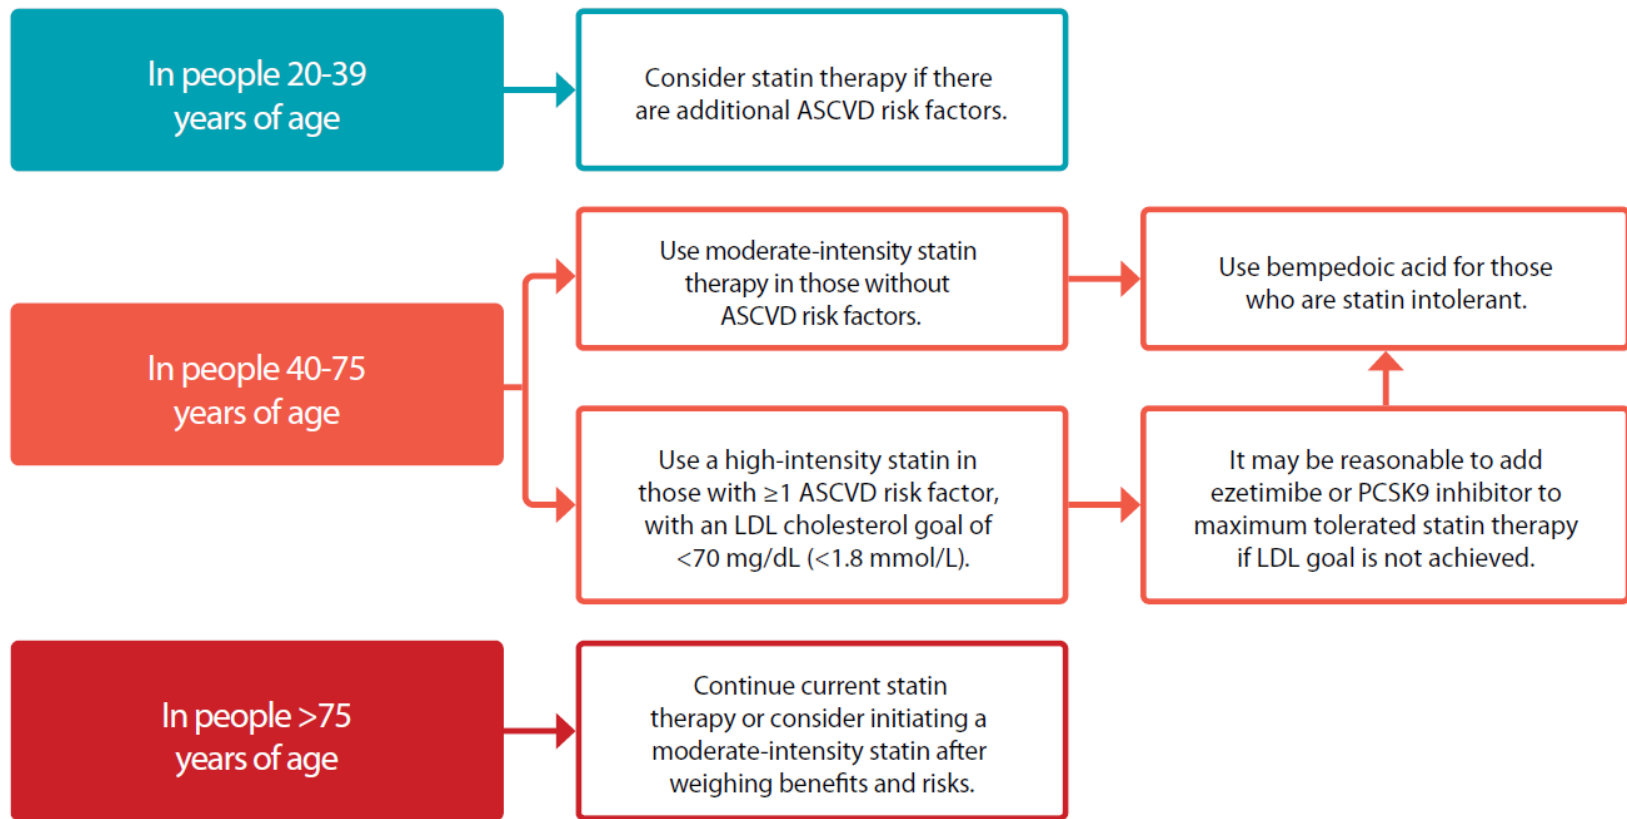 In people 20-39
years of age
Consider statin therapy if there
are additional ASCVD risk factors.
In people 40-75
years of age
Use moderate-intensity statin
therapy in those without
ASCVD risk factors.
Use bempedoic acid for those
who are statin intolerant.
Use a high-intensity statin in
those with ≥1 ASCVD risk factor,
with an LDL cholesterol goal of
<70 mg/dL (<1.8 mmol/L).
It may be reasonable to add
ezetimibe or PCSK9 inhibitor to
maximum tolerated statin therapy
if LDL goal is not achieved.
In people >75
years of age
Continue current statin
therapy or consider initiating a
moderate-intensity statin after
weighing benefits and risks.